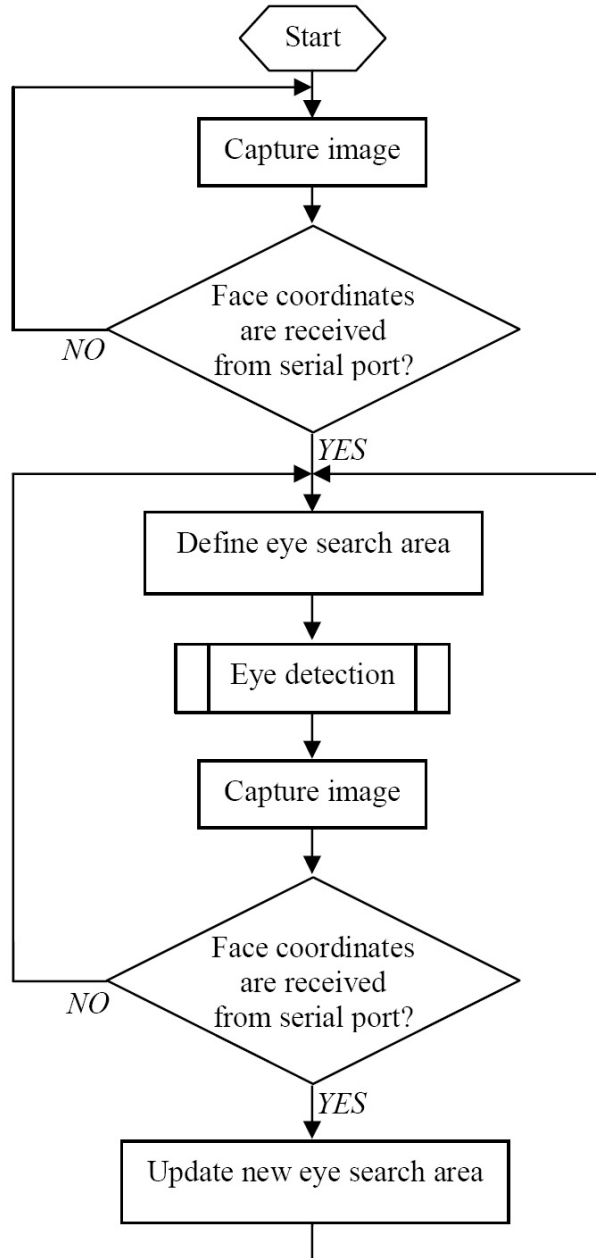 Start
Capture image
Face coordinates
are received
from serial port?
NO
YES
Define eye search area
Eye detection
Capture image
Face coordinates
are received
from serial port?
NO
YES
Update new eye search area